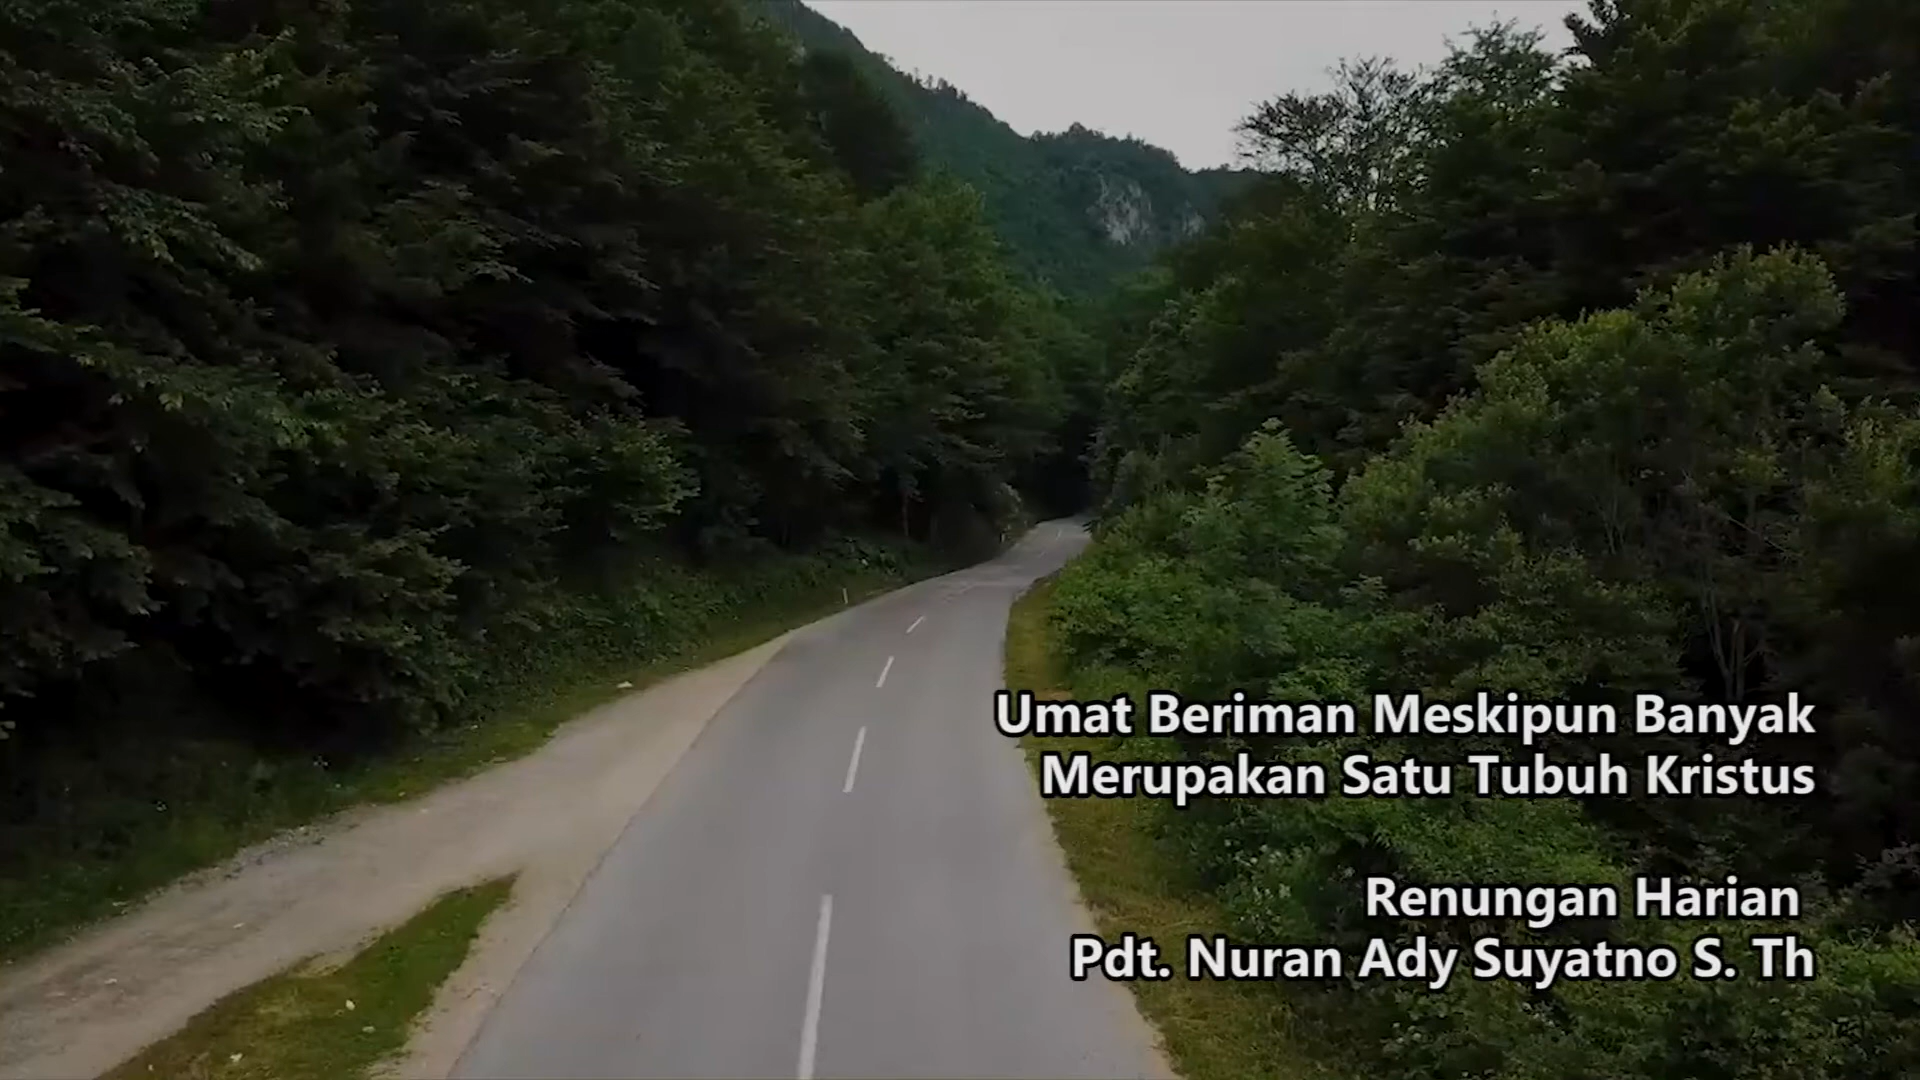 Umat Beriman Meskipun Banyak
Merupakan Satu Tubuh Kristus
Renungan Harian
Pdt. Nuran Ady Suyatno S. Th